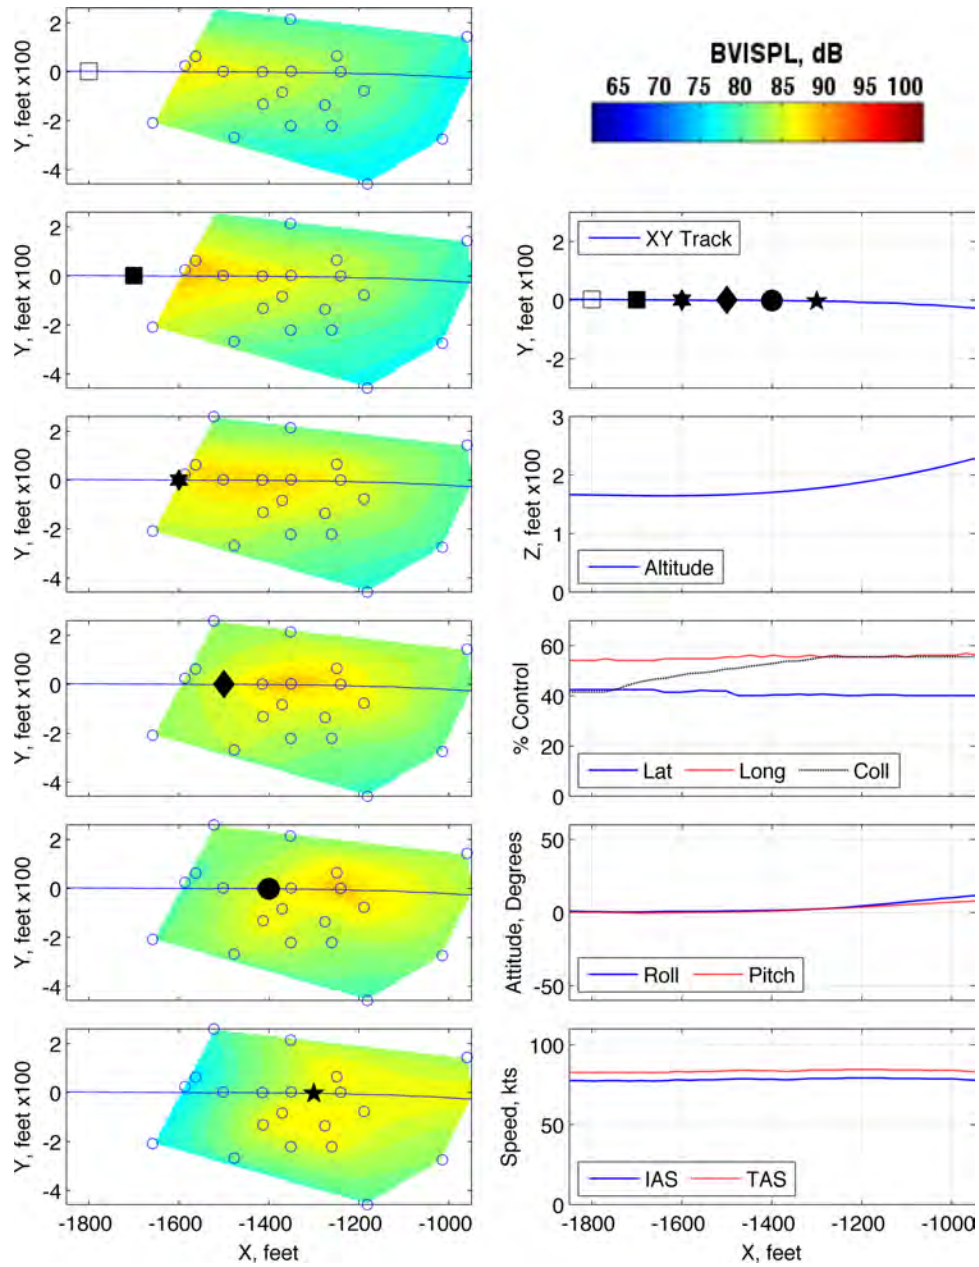 2
0
-2
-4
Y, feet x100
BVISPL, dB
65 70 75 80 85 90 95 100
2
0
-2
-4
Y, feet x100
XY Track
2
0
-2
Y, feet x100
2
0
-2
-4
Y, feet x100
3
2
1
0
Z, feet x100
Altitude
2
0
-2
-4
Y, feet x100
60
40
20
0
% Control
Lat Long Coll
2
0
-2
-4
Y, feet x100
50
0
-50
Attitude, Degrees
Roll Pitch
2
0
-2
-4
Y, feet x100
-1800 -1600 -1400 -1200 -1000
X, feet
100
50
0
Speed, kts
IAS TAS
-1800 -1600 -1400 -1200 -1000
X, feet